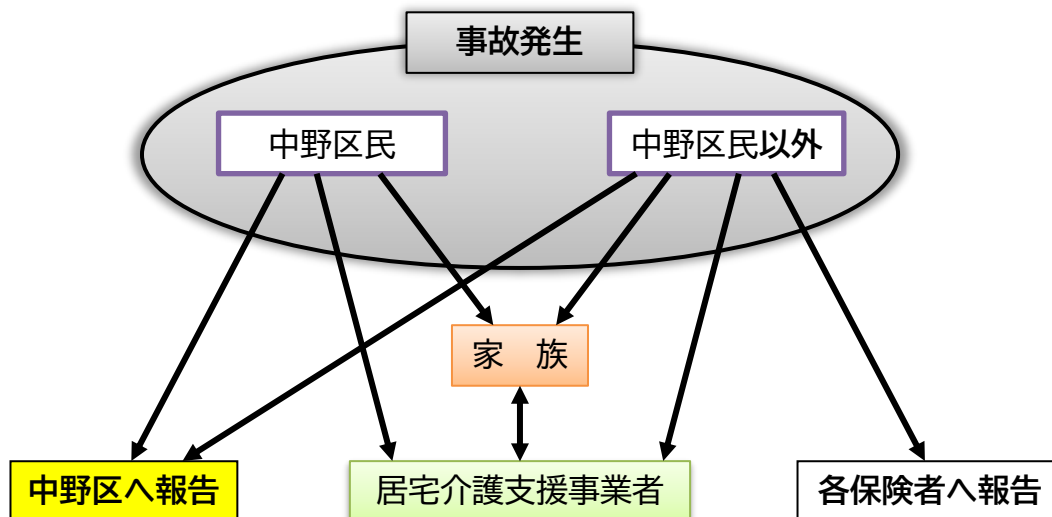 事故発生
中野区民
中野区民以外
家　族
中野区へ報告
居宅介護支援事業者
各保険者へ報告